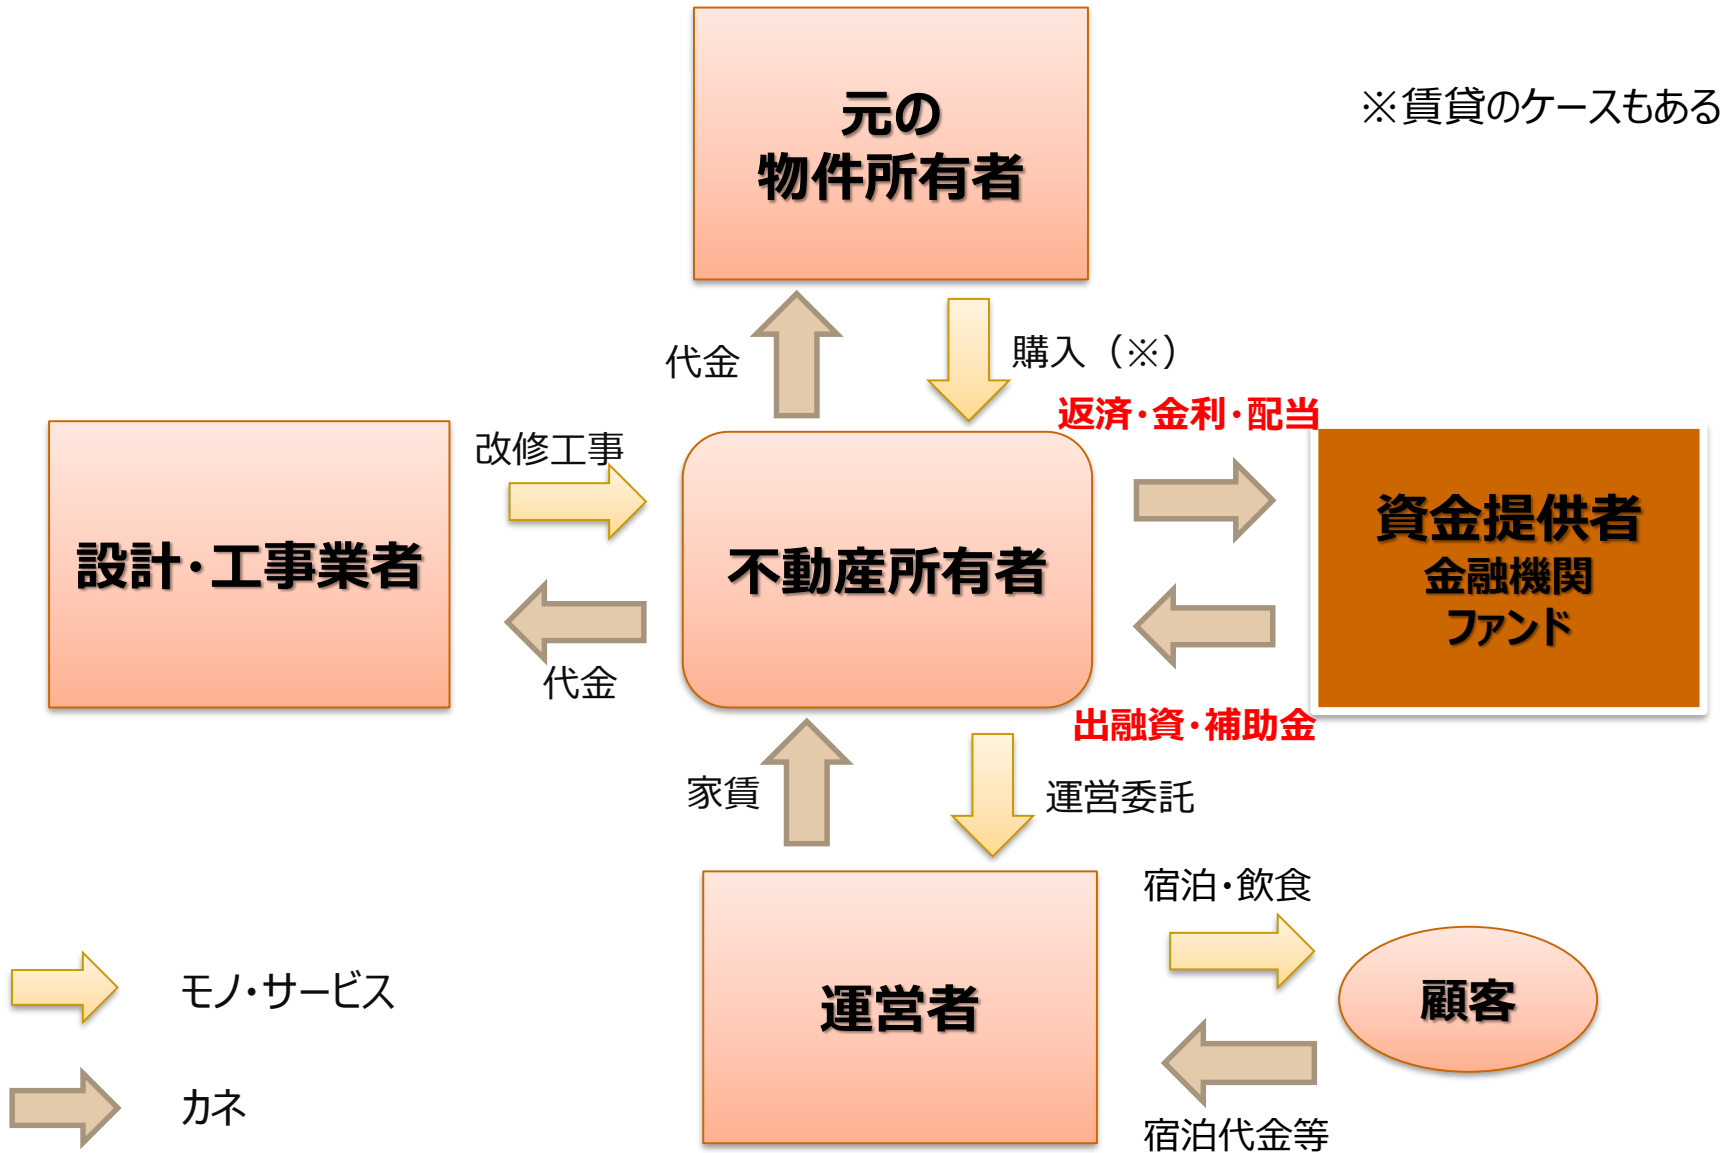 元の
物件所有者
※賃貸のケースもある
代金
購入（※）
返済・金利・配当
改修工事
設計・工事業者
不動産所有者
資金提供者
金融機関
ファンド
代金
出融資・補助金
家賃
運営委託
宿泊・飲食
運営者
顧客
モノ・サービス
カネ
宿泊代金等